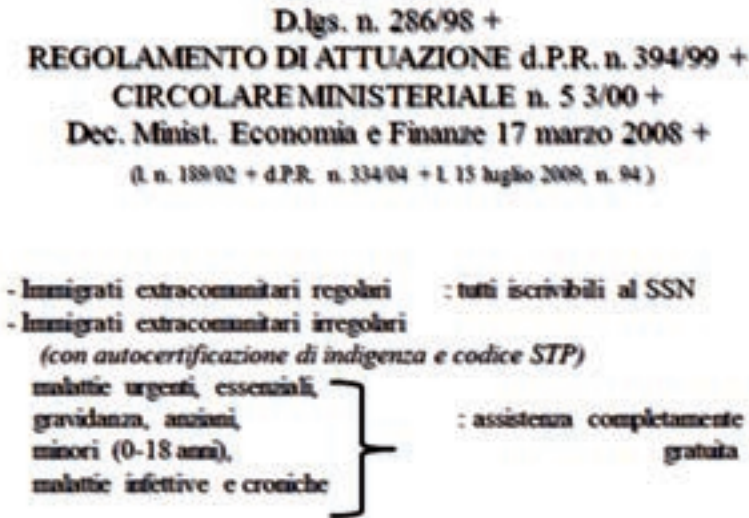 D.lgs. n. 286/98 +
REGOLAMENTO DI ATTUAZIONE d.P.R. n. 394/99 +
CIRCOLARE MINISTERIALE n. 5 3/00 +
Dec. Minist. Economia e Finanze 17 marzo 2008 +
(l. n. 189/02 + d.P.R. n. 334/04 + l. 15 luglio 2009, n. 94 )
- Immigrati extracomunitari regolari : tutti iscrivibili al SSN
- Immigrati extracomunitari irregolari
(con autocertificazione di indigenza e codice STP)
malattie urgenti, essenziali,
gravidanza, anziani,
minori (0-18 anni),
malattie infettive e croniche
: assistenza completamente
gratuita